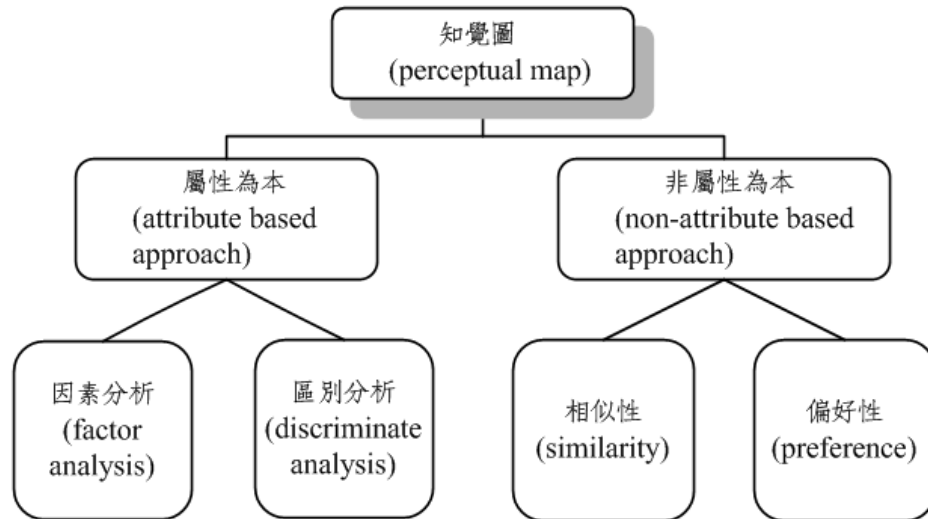 知覺圖
(perceptual map)
屬性為本
(attribute based
approach)
非屬性為本
(non-attribute based
approach)
因素分析
(factor
analysis)
區別分析
(discriminate
analysis)
相似性
(similarity)
偏好性
(preference)